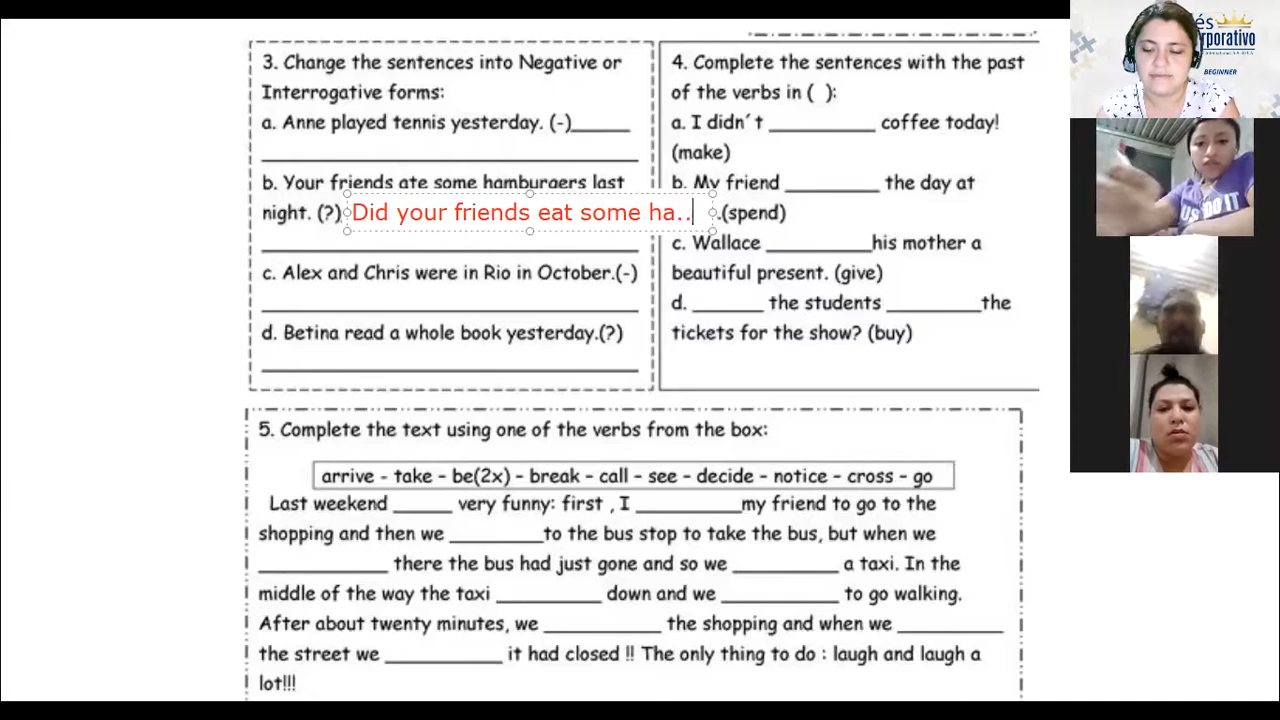 3. Change the sentences into Negative or
Interrogative forms:
a. Anne played tennis yesterday. (-)______
b. Your friends ate some hamburgers last
night. (?) Did your friends eat some ha..
c. Alex and Chris were in Rio in October.(-)
d. Betina read a whole book yesterday.(?)
4. Complete the sentences with the past
of the verbs in ( ):
a. I didn´t __________ coffee today!
(make)
b. My friend _________ the day at
.(spend)
c. Wallace __________his mother a
beautiful present. (give)
d. _______ the students _________the
tickets for the show? (buy)
5. Complete the text using one of the verbs from the box:
arrive - take - be(2x) - break - call - see - decide - notice - cross - go
Last weekend ______ very funny: first , I __________my friend to go to the
shopping and then we _________to the bus stop to take the bus, but when we
____________ there the bus had just gone and so we __________ a taxi. In the
middle of the way the taxi __________ down and we ___________ to go walking.
After about twenty minutes, we ___________ the shopping and when we __________
the street we ___________ it had closed !! The only thing to do : laugh and laugh a
lot!!!
és
rporativo
BEGINNER